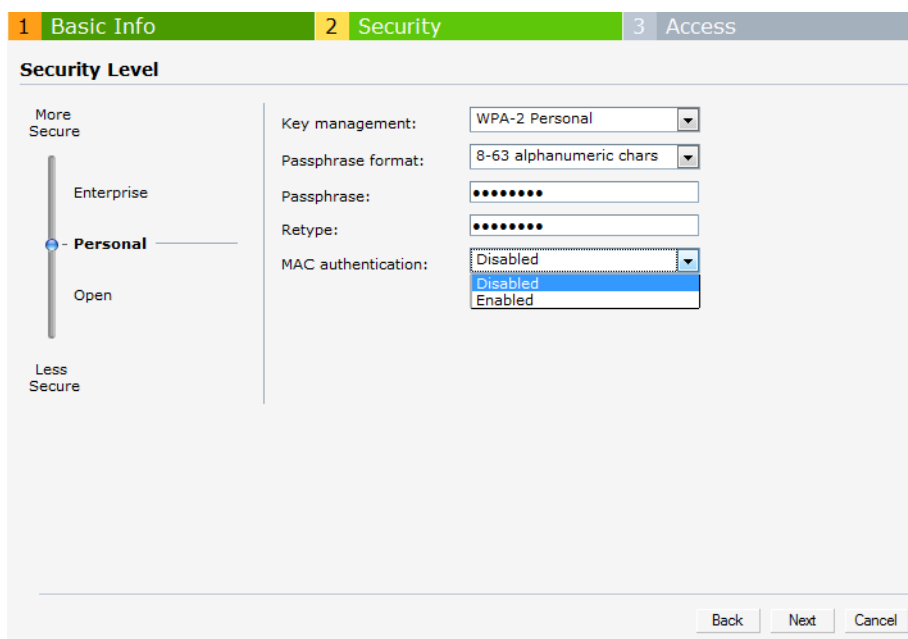 1 Basic Info 2 Security 3 Access
Security Level
More
Secure
Enterprise
- Personal
Open
Less
Secure
Key management: WPA-2 Personal
Passphrase format: 8-63 alphanumeric chars
Passphrase: ••••••••
Retype: ••••••••
MAC authentication: Disabled
Disabled
Enabled
Back Next Cancel